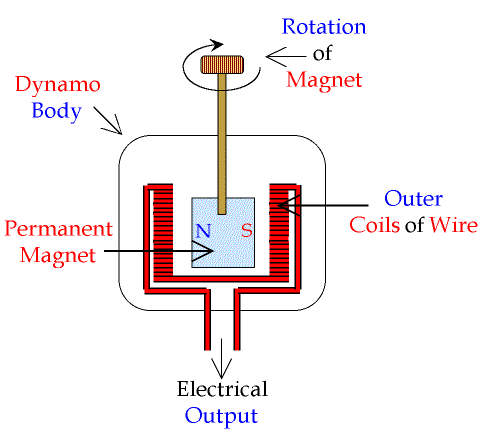 Rotation
of
Magnet
Dynamo
Body
Outer
Coils of Wire
Permanent
Magnet
N
S
Electrical
Output